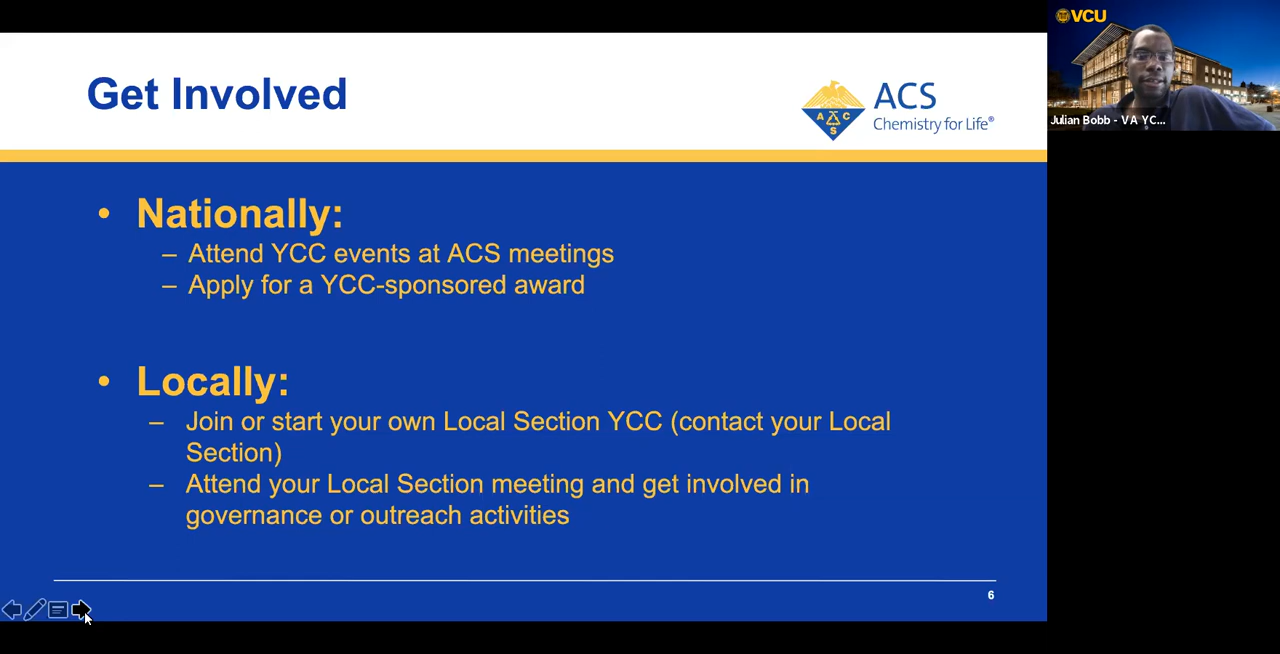 Get Involved
A C S
ACS
Chemistry for Life®
VCU
Julian Bobb - VA YC...
• Nationally:
– Attend YCC events at ACS meetings
– Apply for a YCC-sponsored award
• Locally:
– Join or start your own Local Section YCC (contact your Local
Section)
– Attend your Local Section meeting and get involved in
governance or outreach activities
6